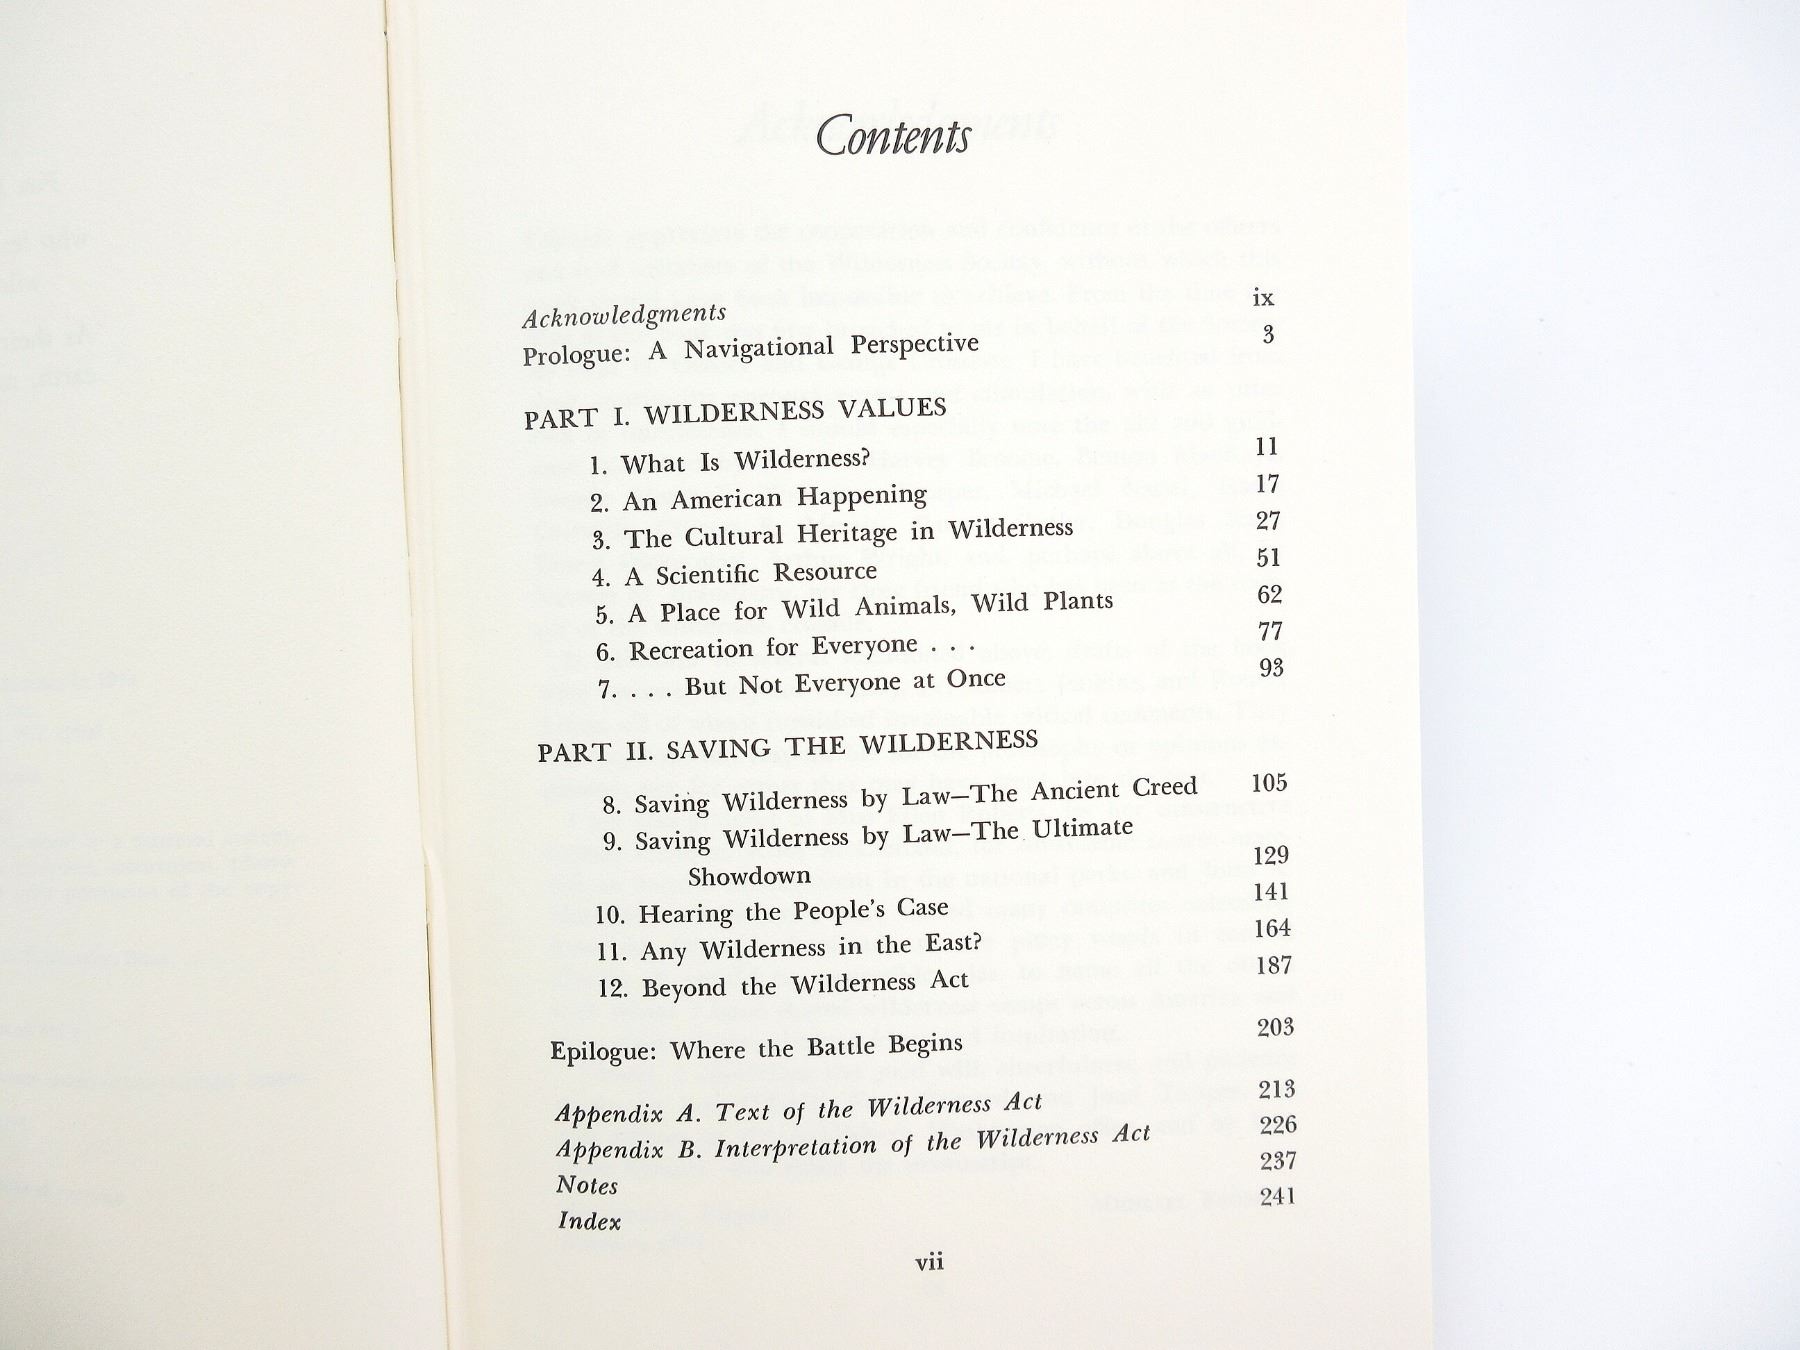 Contents
Acknowledgments ix
Prologue: A Navigational Perspective 3
PART I. WILDERNESS VALUES
1. What Is Wilderness? 11
2. An American Happening 17
3. The Cultural Heritage in Wilderness 27
4. A Scientific Resource 51
5. A Place for Wild Animals, Wild Plants 62
6. Recreation for Everyone . . . 77
7. . . . But Not Everyone at Once 93
PART II. SAVING THE WILDERNESS
8. Saving Wilderness by Law—The Ancient Creed 105
9. Saving Wilderness by Law—The Ultimate
Showdown 129
10. Hearing the People's Case 141
11. Any Wilderness in the East? 164
12. Beyond the Wilderness Act 187
Epilogue: Where the Battle Begins 203
Appendix A. Text of the Wilderness Act 213
Appendix B. Interpretation of the Wilderness Act 226
Notes 237
Index 241
vii